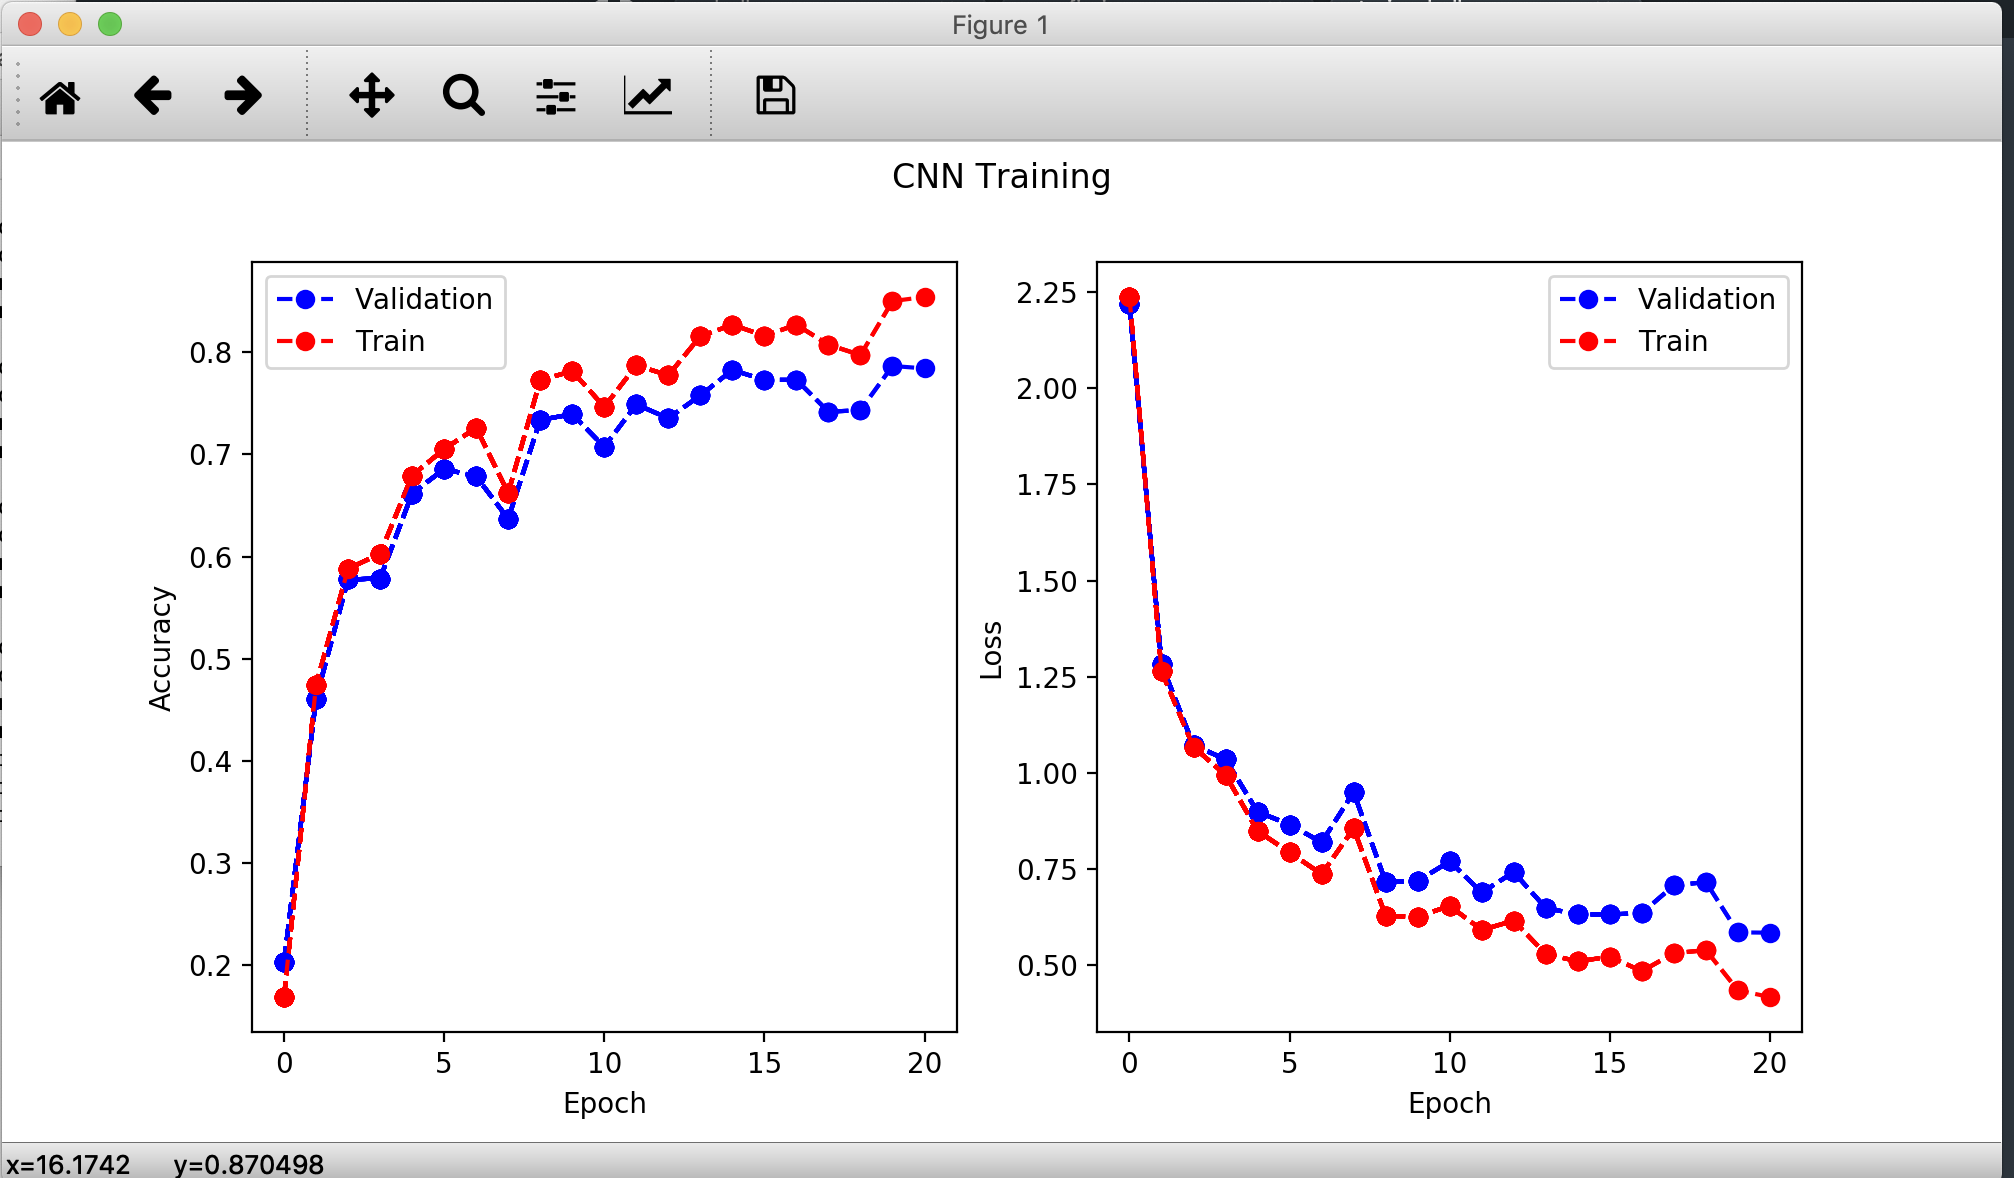 Figure 1
CNN Training
Validation
Train
0.8
0.7
0.6
0.5
0.4
0.3
0.2
Accuracy
0 5 10 15 20
Epoch
Validation
Train
2.25
2.00
1.75
1.50
1.25
1.00
0.75
0.50
Loss
0 5 10 15 20
Epoch
x=16.1742 y=0.870498